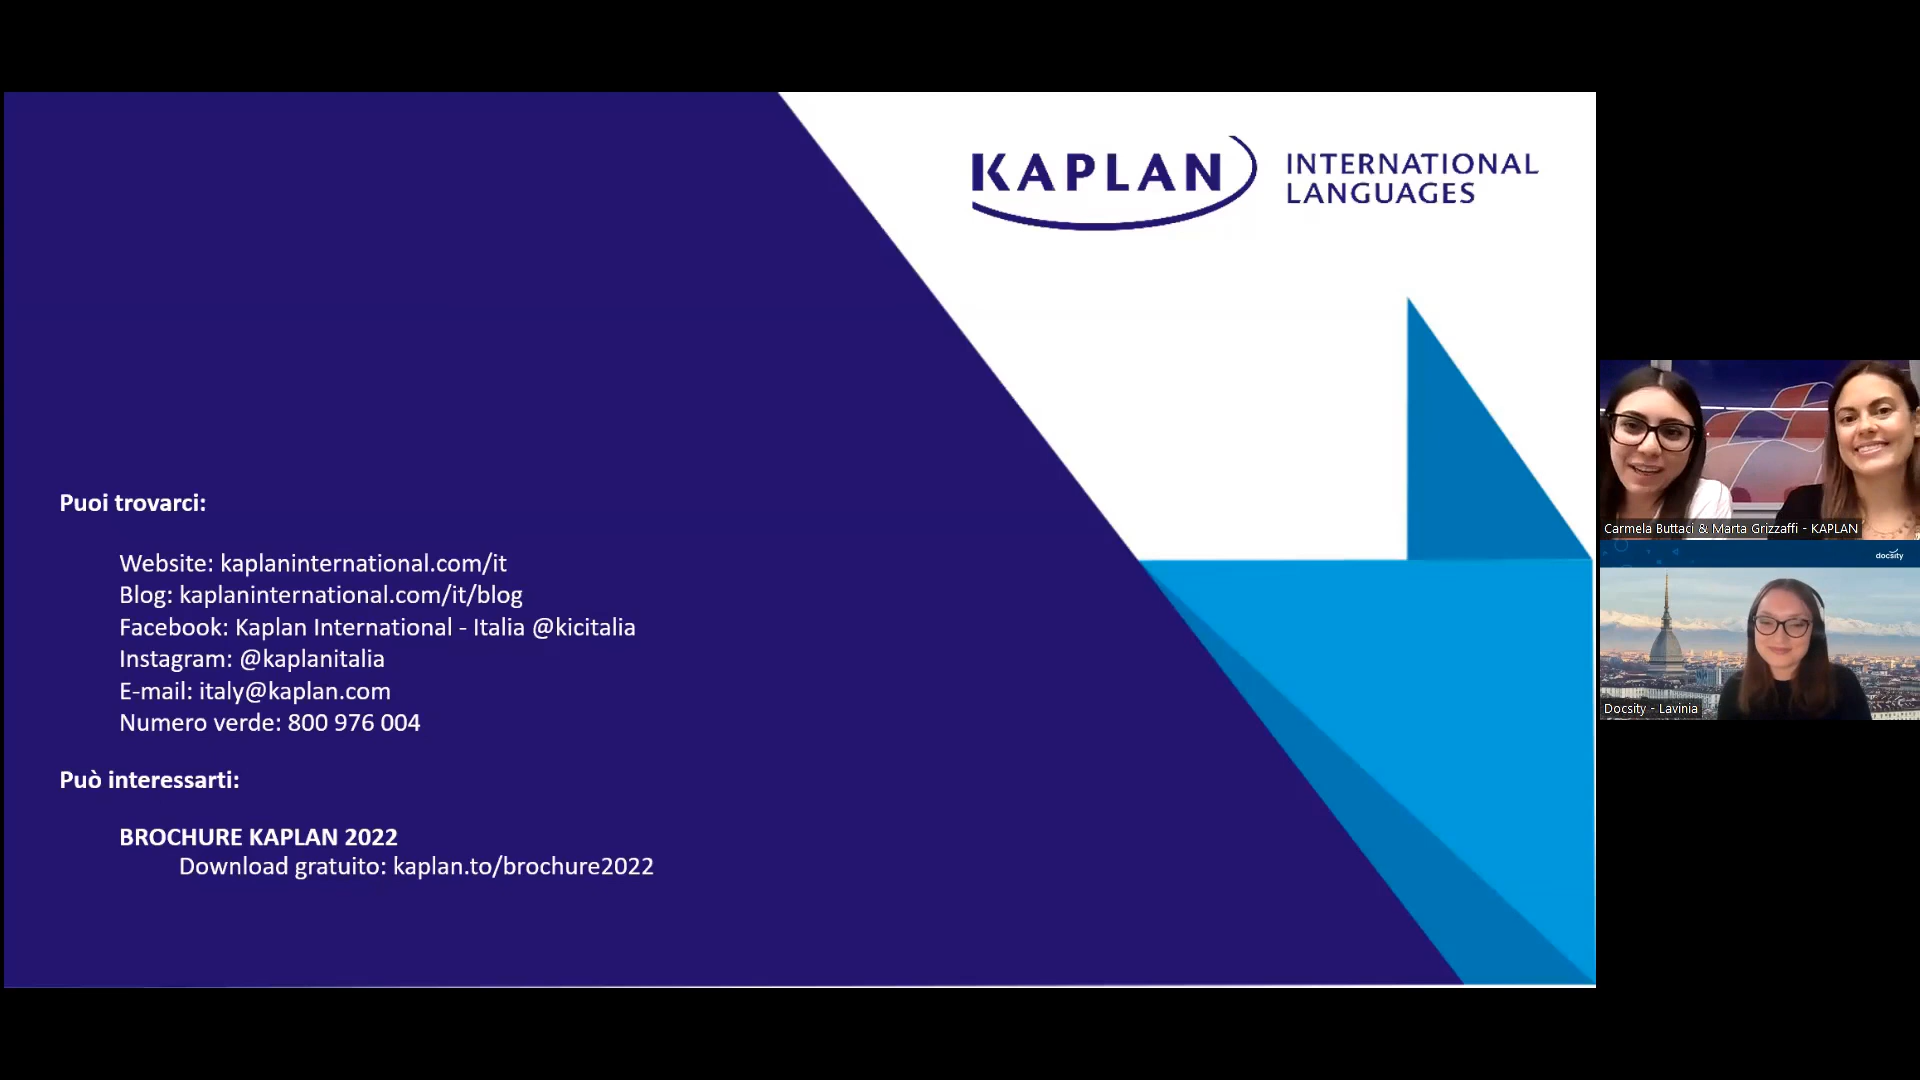 KAPLAN INTERNATIONAL
LANGUAGES
Puoi trovarci:
Website: kaplaninternational.com/it
Blog: kaplaninternational.com/it/blog
Facebook: Kaplan International - Italia @kicitalia
Instagram: @kaplanitalia
E-mail: italy@kaplan.com
Numero verde: 800 976 004
Può interessarti:
BROCHURE KAPLAN 2022
Download gratuito: kaplan.to/brochure2022
Carmela Buttaci & Marta Grizzaffi - KAPLAN
docsity
Docsity - Lavinia